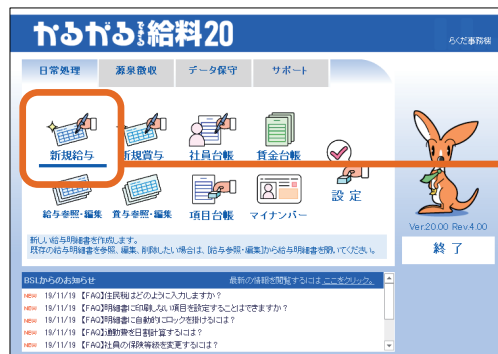 かるがるできる給料20
らくだ事務機
日常処理 源泉徴収 データ保守 サポート
新規給与 新規賞与 社員台帳 賃金台帳
設定
給与参照・編集 賞与参照・編集 項目台帳 マイナンバー
Ver.20.00 Rev.4.00
終了
新しい給与明細書を作成します。
既存の給与明細書を参照、編集、削除したい場合は、[給与参照・編集]から給与明細書を開いてください。
BSLからのお知らせ 最新の情報を閲覧するには ここをクリック。
NEW 19/11/19 【FAQ】住民税はどのように入力しますか？
NEW 19/11/19 【FAQ】明細書に印刷しない項目を設定することはできますか？
NEW 19/11/19 【FAQ】明細書に自動的にロックを掛けるには？
NEW 19/11/19 【FAQ】通勤費を日割計算するには？
NEW 19/11/19 【FAQ】社員の保険等級を変更するには？